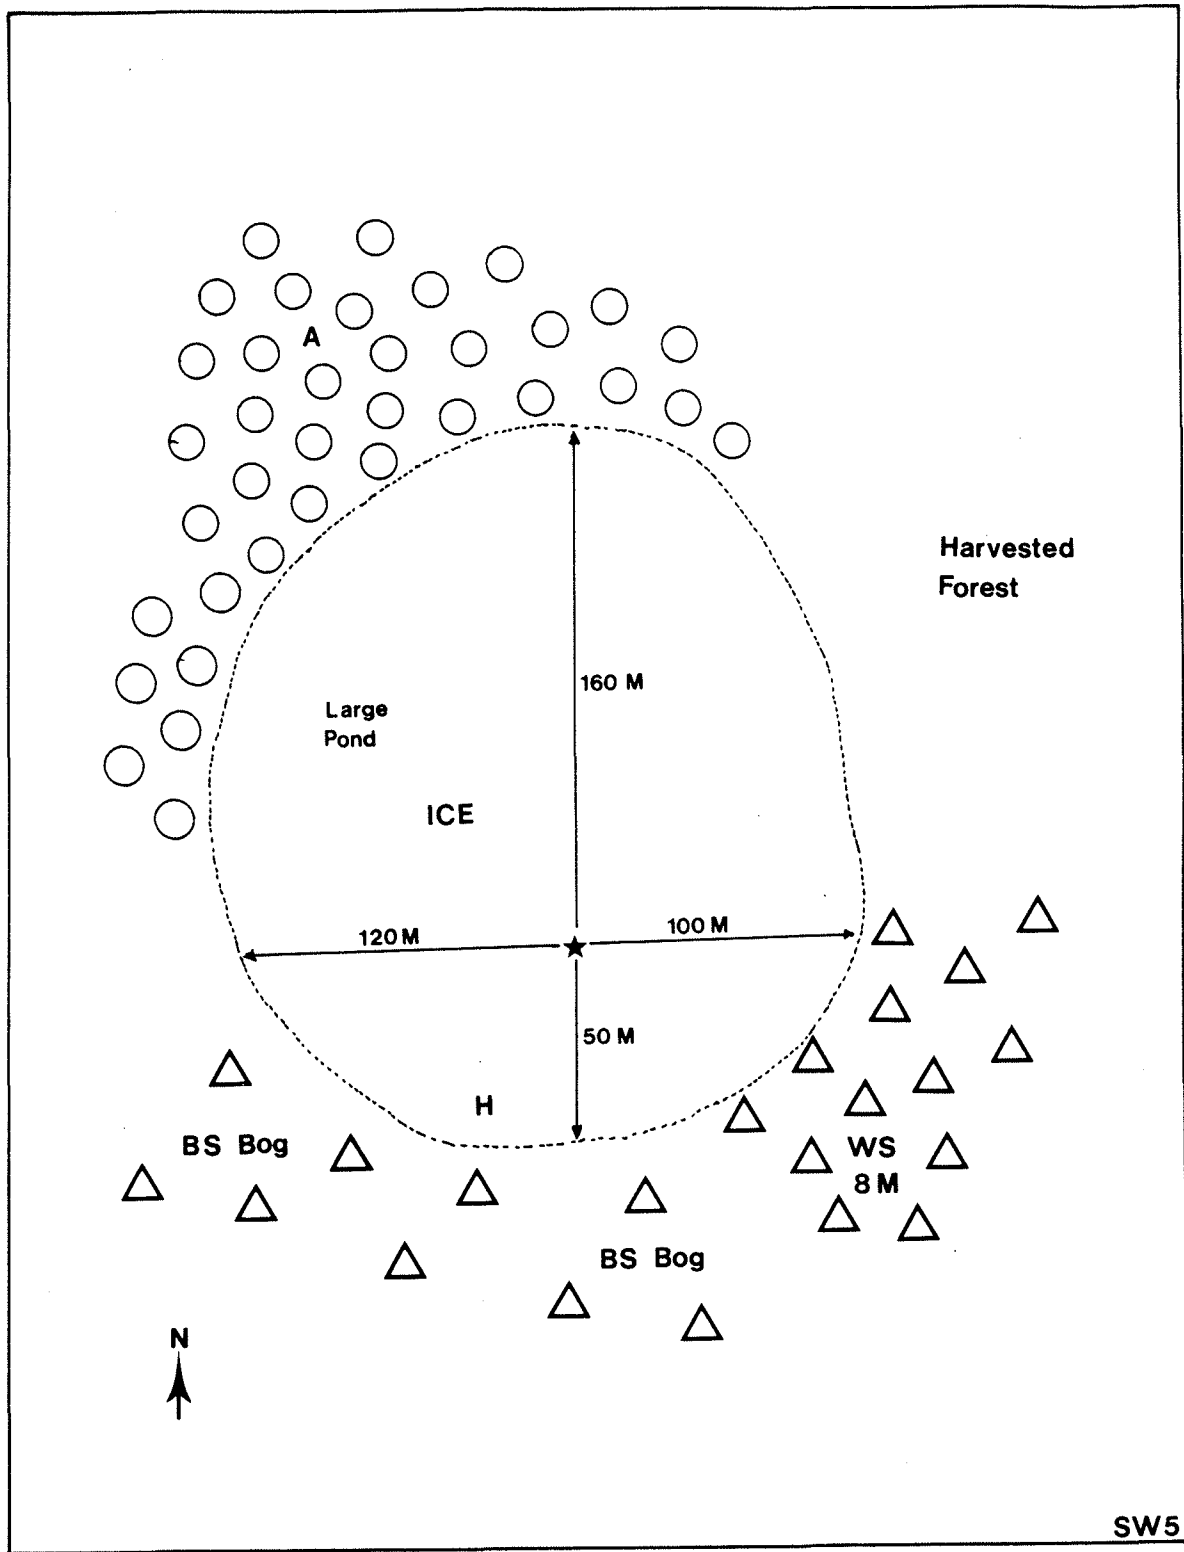 A
Harvested
Forest
160 M
Large
Pond
ICE
120 M
100 M
50 M
H
BS Bog
WS
8 M
BS Bog
N
SW5